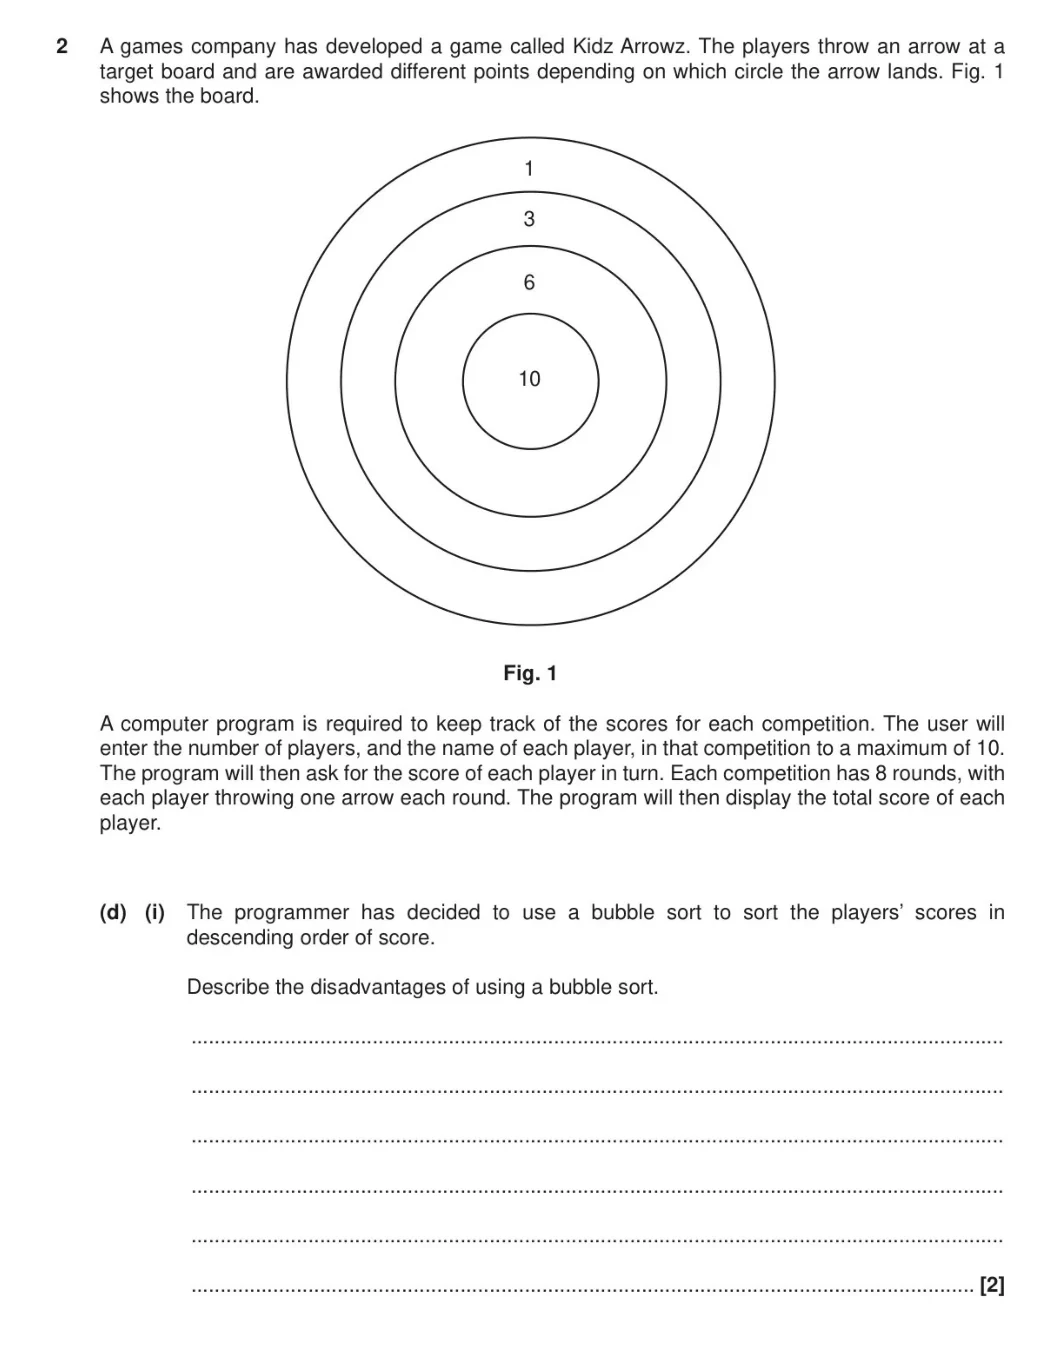 2 A games company has developed a game called Kidz Arrowz. The players throw an arrow at a
target board and are awarded different points depending on which circle the arrow lands. Fig. 1
shows the board.
1
3
6
10
Fig. 1
A computer program is required to keep track of the scores for each competition. The user will
enter the number of players, and the name of each player, in that competition to a maximum of 10.
The program will then ask for the score of each player in turn. Each competition has 8 rounds, with
each player throwing one arrow each round. The program will then display the total score of each
player.
(d) (i) The programmer has decided to use a bubble sort to sort the players' scores in
descending order of score.
Describe the disadvantages of using a bubble sort.
[2]